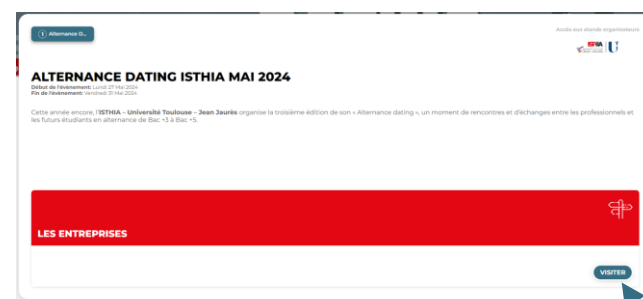 Alternance D...
Accès aux stands organisateurs
ISTHIA
ALTERNANCE DATING ISTHIA MAI 2024
Début de l'évènement: Lundi 27 Mai 2024
Fin de l'évènement: Vendredi 31 Mai 2024
Cette année encore, l'ISTHIA – Université Toulouse – Jean Jaurès organise la troisième édition de son « Alternance dating », un moment de rencontres et d'échanges entre les professionnels et
les futurs étudiants en alternance de Bac +3 à Bac +5.
LES ENTREPRISES
VISITER